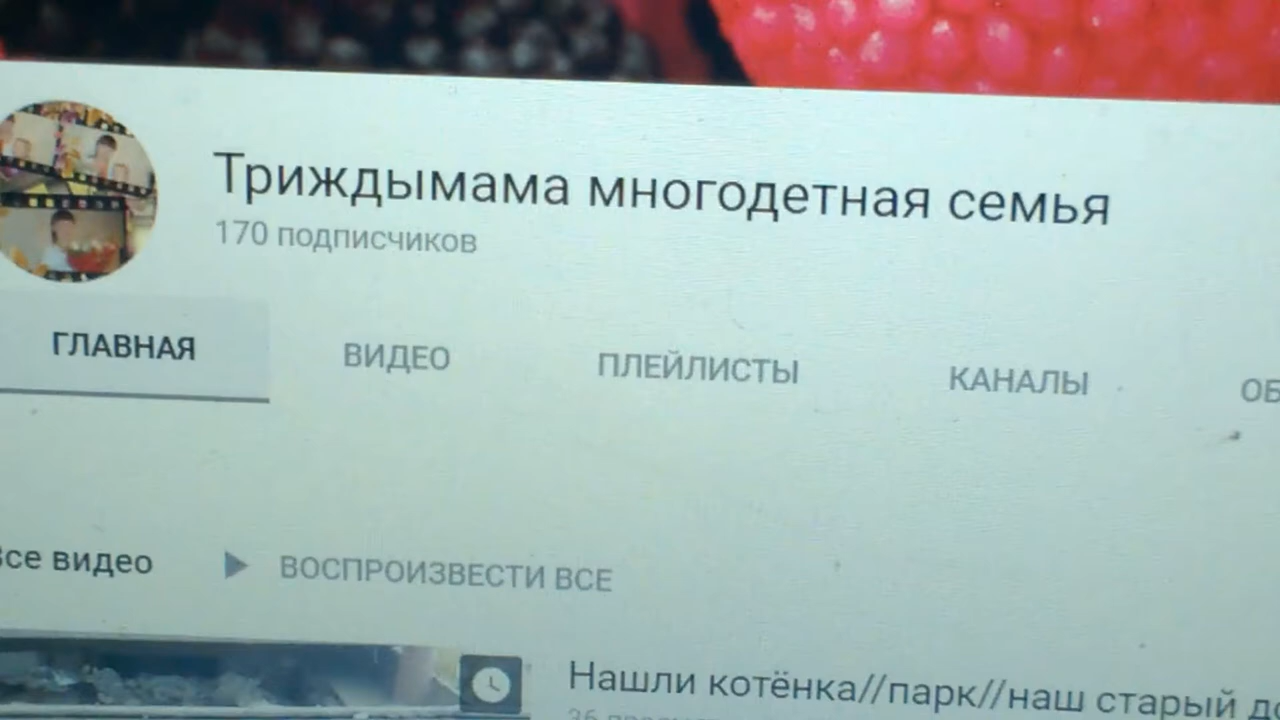 Триждымама многодетная семья
170 подписчиков
ГЛАВНАЯ ВИДЕО ПЛЕЙЛИСТЫ КАНАЛЫ
Все видео ВОСПРОИЗВЕСТИ ВСЕ
Нашли котёнка//парк//наш старый